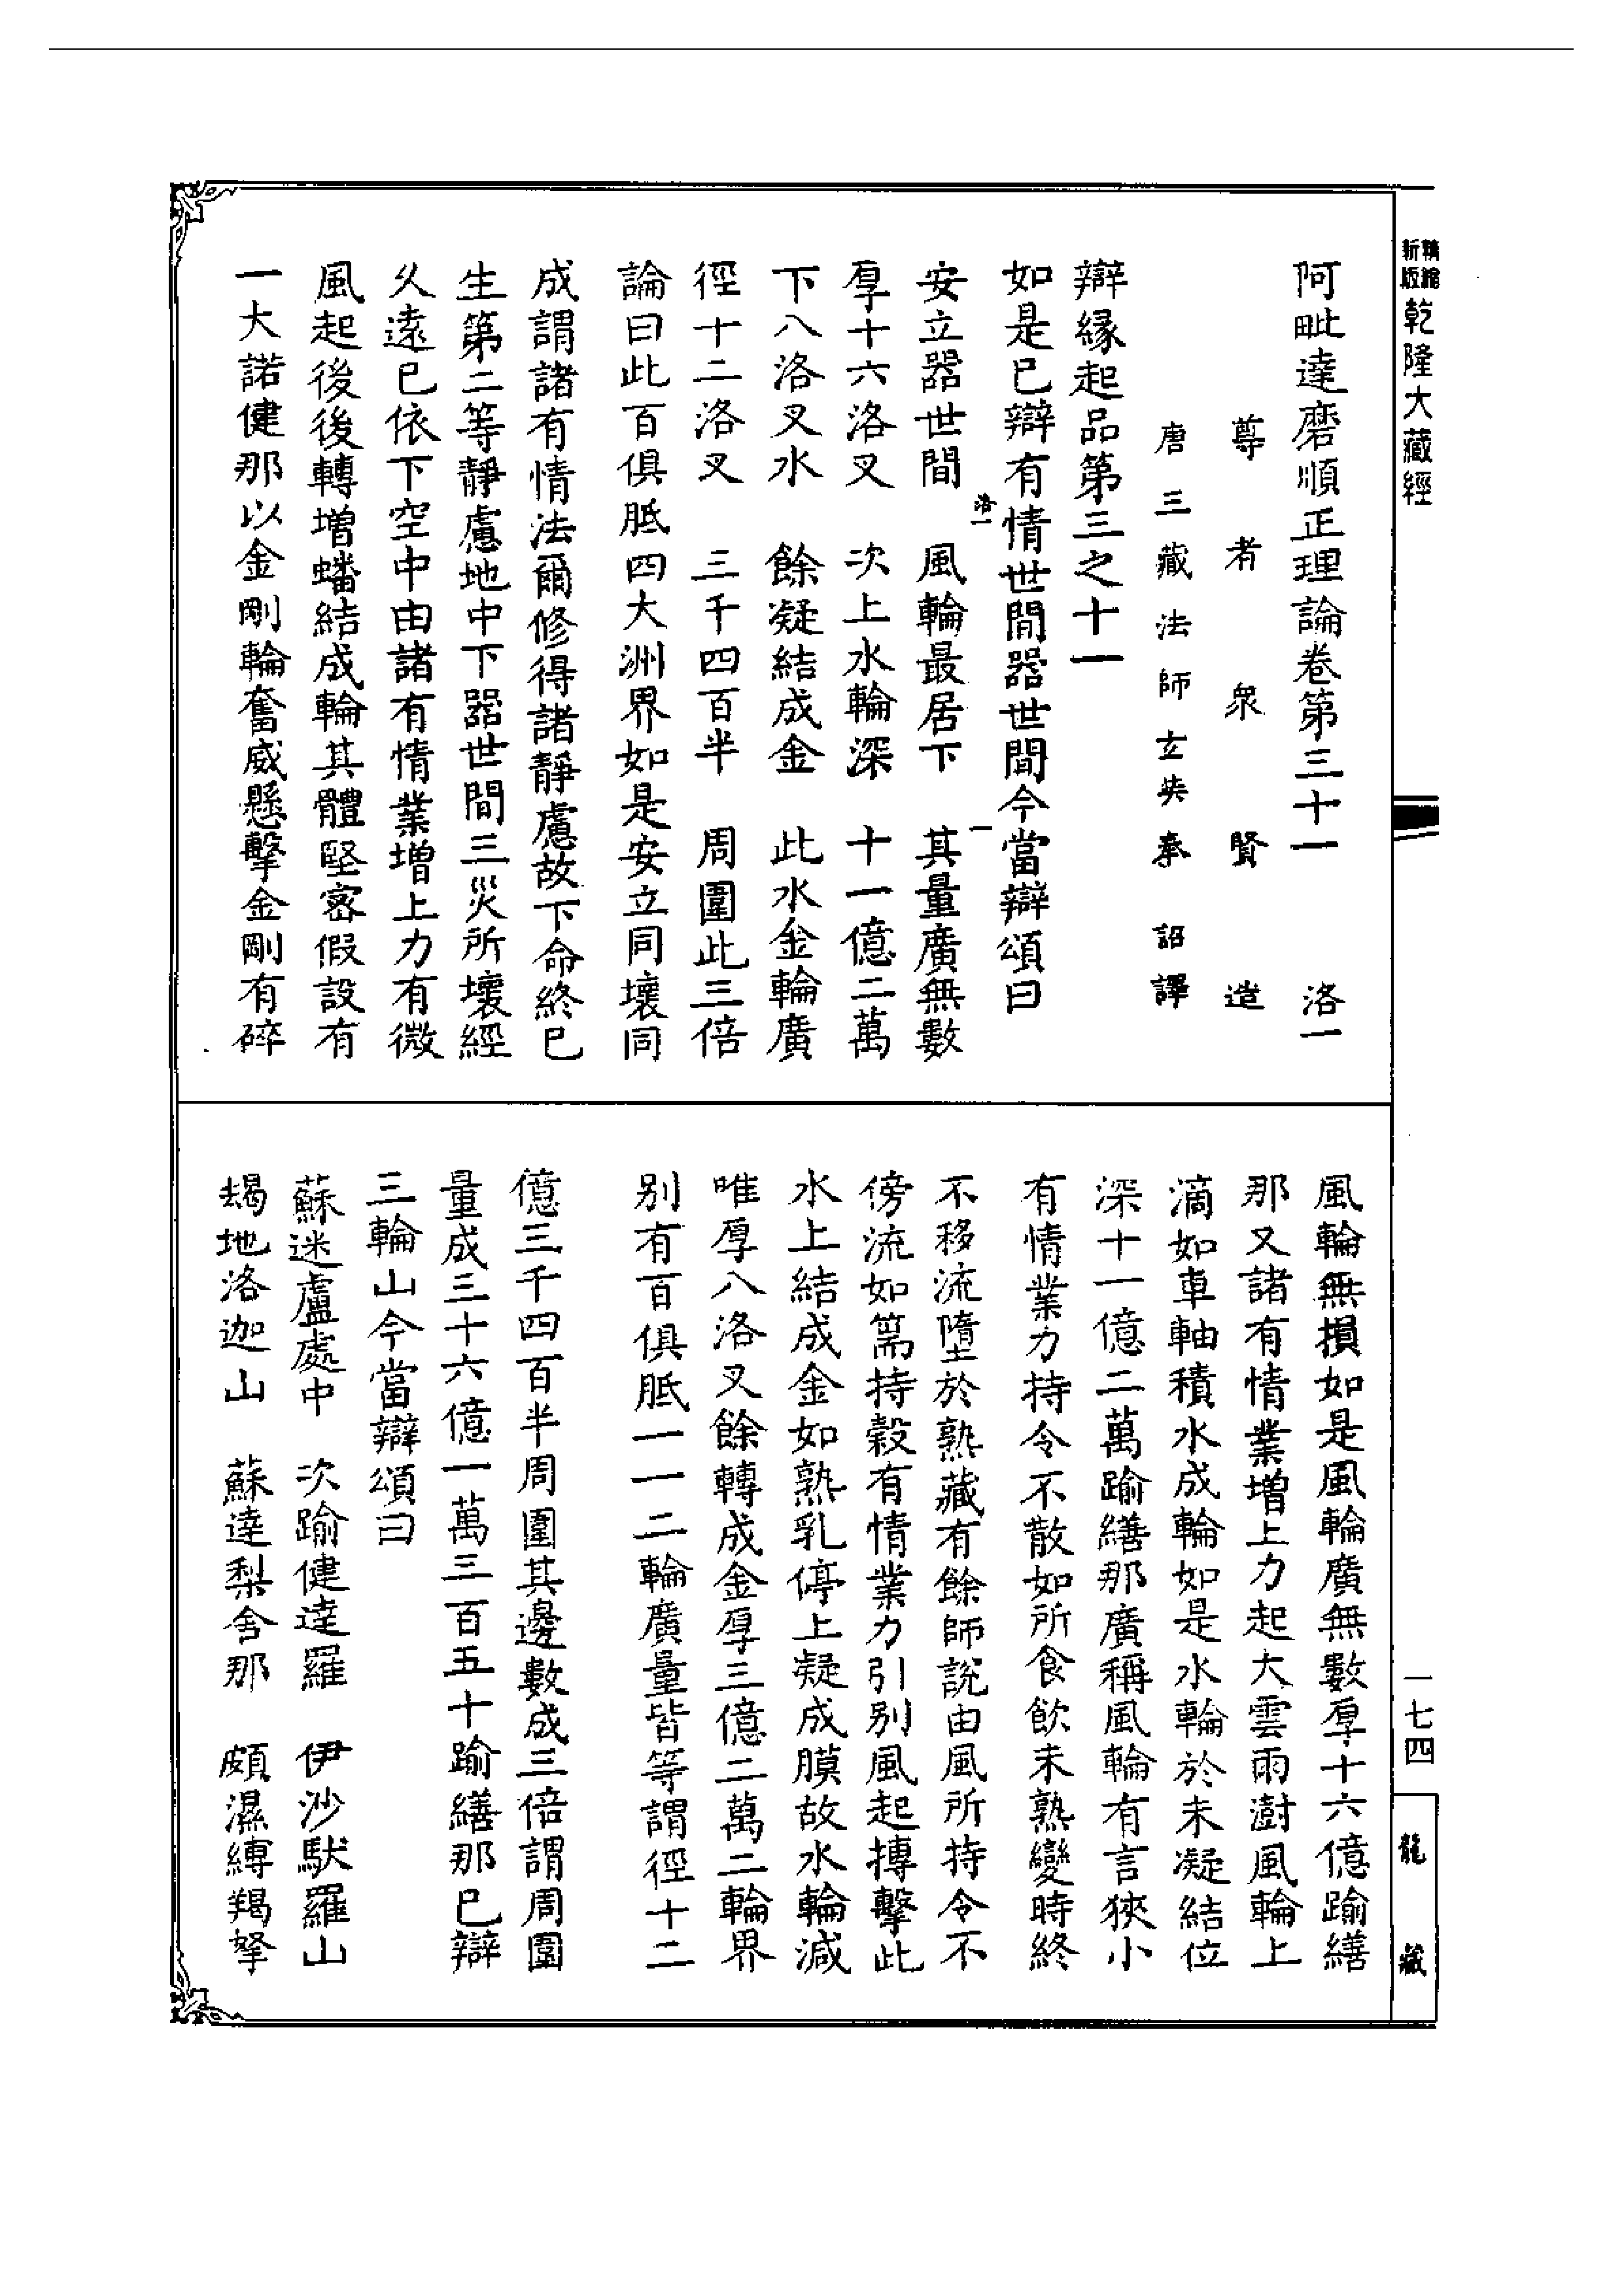 精縮新版乾隆大藏經
阿毗達磨順正理論卷第三十一　洛一
尊者眾賢造
唐三藏法師玄奘奉　詔譯
辯緣起品第三之十一
如是已辯有情世間器世間今當辯頌曰
洛一　一
安立器世間　風輪最居下　其量廣無數
厚十六洛叉　次上水輪深　十一億二萬
下八洛叉水　餘凝結成金　此水金輪廣
徑十二洛叉　三千四百半　周圍此三倍
論曰此百俱胝四大洲界如是安立同壞同
成謂諸有情法爾修得諸靜慮故下命終已
生第二等靜慮地中下器世間三災所壞經
久遠已依下空中由諸有情業增上力有微
風起後後轉增蟠結成輪其體堅密假設有
一大諾健那以金剛輪奮威懸擊金剛有碎
風輪無損如是風輪廣無數厚十六億踰繕
那又諸有情業增上力起大雲雨澍風輪上
滴如車軸積水成輪如是水輪於未凝結位
深十一億二萬踰繕那廣稱風輪有言狹小
有情業力持令不散如所食飲未熟變時終
不移流墮於熟藏有餘師說由風所持令不
傍流如篅持穀有情業力引別風起摶擊此
水上結成金如熟乳停上凝成膜故水輪減
唯厚八洛叉餘轉成金厚三億二萬二輪界
別有百俱胝一一二輪廣量皆等謂徑十二
億三千四百半周圍其邊數成三倍謂周圍
量成三十六億一萬三百五十踰繕那已辯
三輪山今當辯頌曰
蘇迷盧處中　次踰健達羅　伊沙馱羅山
朅地洛迦山　蘇達梨舍那　頞濕縛羯拏
一七四
龍藏